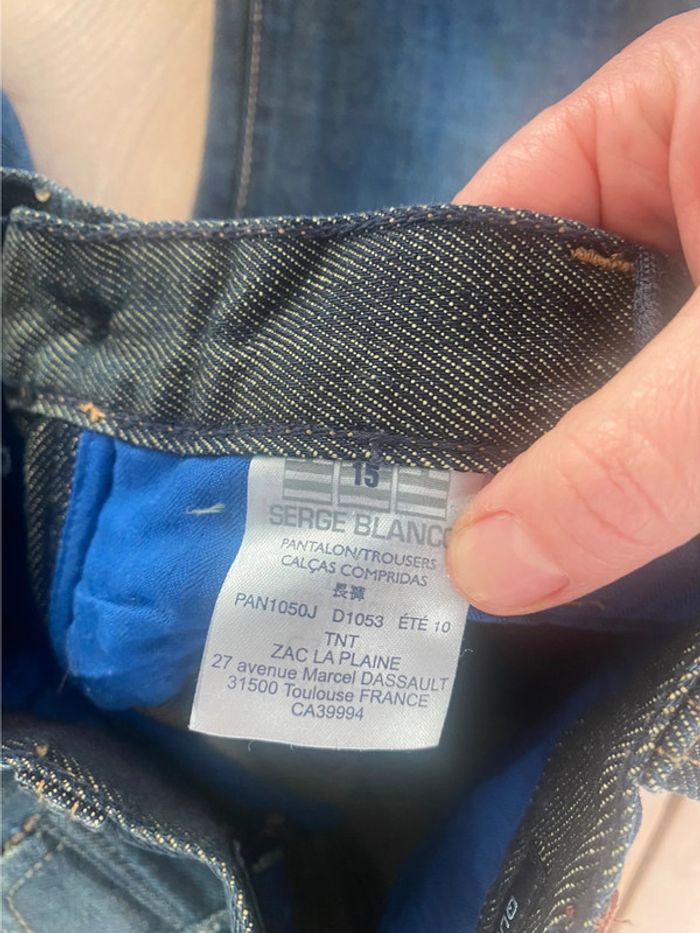 15
SERGE BLANCO
PANTALON/TROUSERS
CALÇAS COMPRIDAS
長褲
PAN1050J D1053 ÉTÉ 10
TNT
ZAC LA PLAINE
27 avenue Marcel DASSAULT
31500 Toulouse FRANCE
CA39994